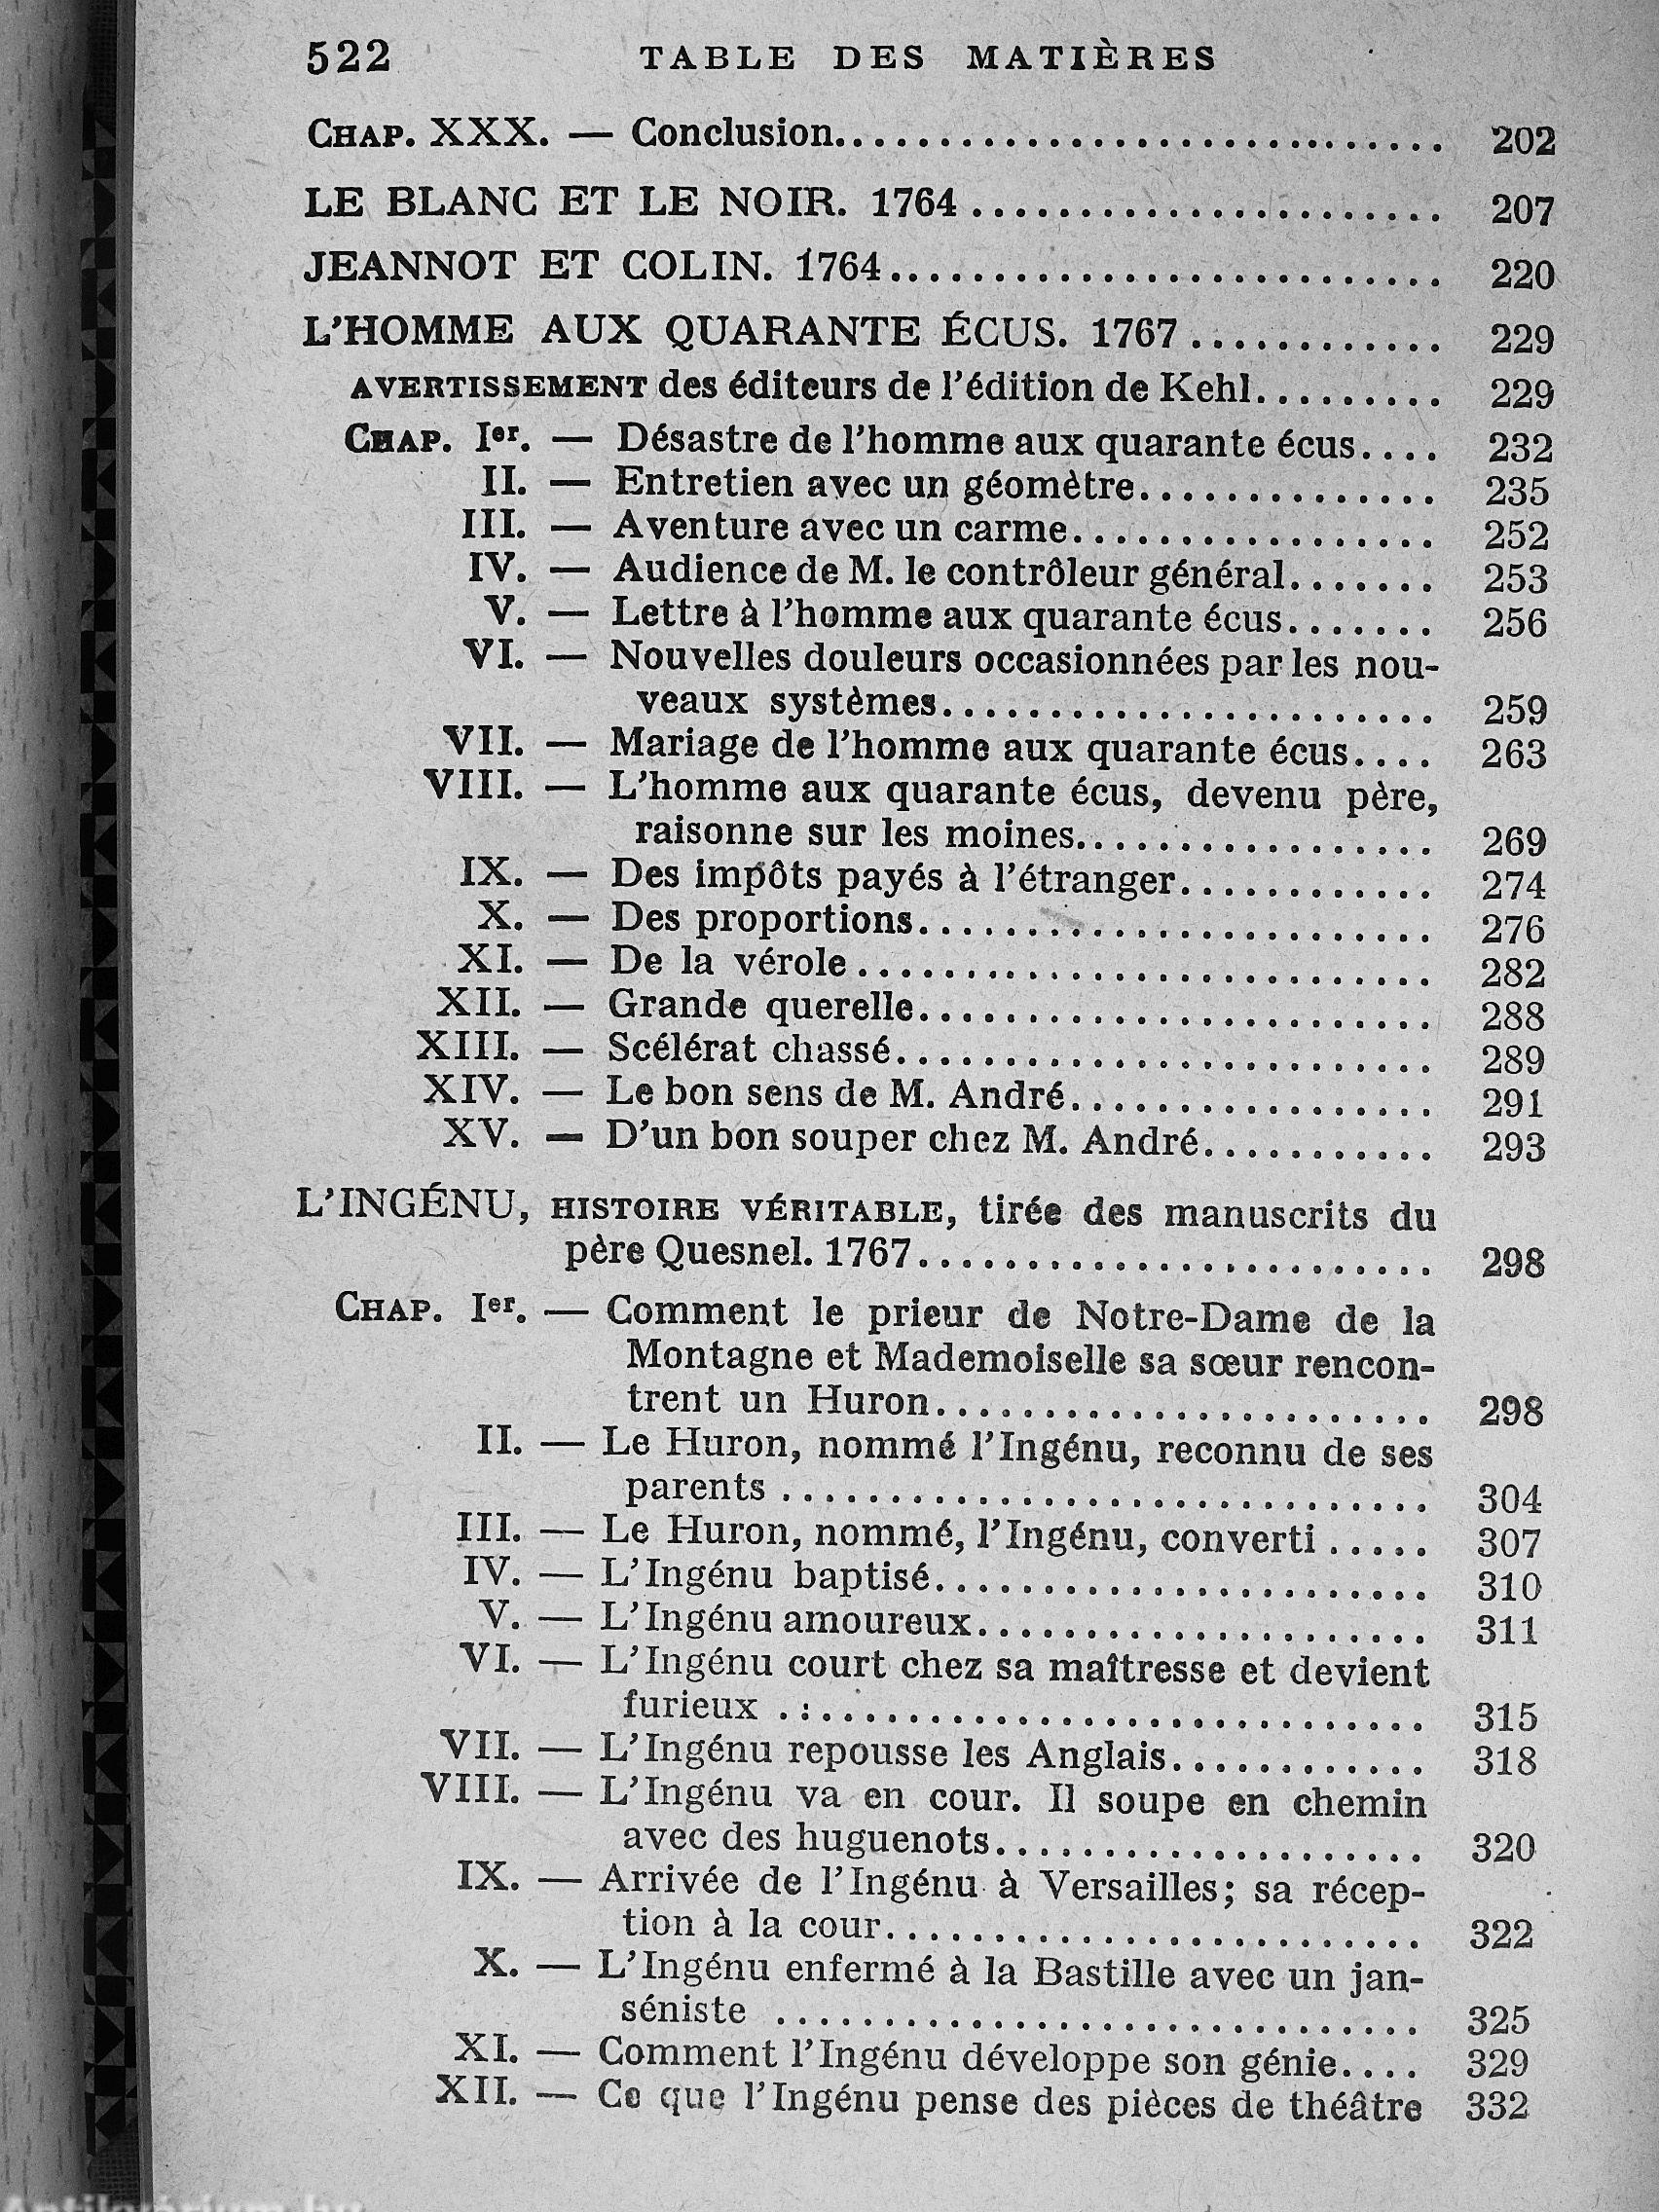 522 TABLE DES MATIÈRES
CHAP. XXX. — Conclusion............................. 202
LE BLANC ET LE NOIR. 1764....................... 207
JEANNOT ET COLIN. 1764........................... 220
L'HOMME AUX QUARANTE ÉCUS. 1767............ 229
AVERTISSEMENT des éditeurs de l'édition de Kehl......... 229
CHAP. Ier. — Désastre de l'homme aux quarante écus.... 232
II. — Entretien avec un géomètre.............. 235
III. — Aventure avec un carme................. 252
IV. — Audience de M. le contrôleur général....... 253
V. — Lettre à l'homme aux quarante écus....... 256
VI. — Nouvelles douleurs occasionnées par les nou-
veaux systèmes....................... 259
VII. — Mariage de l'homme aux quarante écus.... 263
VIII. — L'homme aux quarante écus, devenu père,
raisonne sur les moines................. 269
IX. — Des impôts payés à l'étranger............ 274
X. — Des proportions........................ 276
XI. — De la vérole........................... 282
XII. — Grande querelle........................ 288
XIII. — Scélérat chassé......................... 289
XIV. — Le bon sens de M. André................. 291
XV. — D'un bon souper chez M. André........... 293
L'INGÉNU, HISTOIRE VÉRITABLE, tirée des manuscrits du
père Quesnel. 1767........................ 298
CHAP. Ier. — Comment le prieur de Notre-Dame de la
Montagne et Mademoiselle sa sœur rencon-
trent un Huron....................... 298
II. — Le Huron, nommé l'Ingénu, reconnu de ses
parents .............................. 304
III. — Le Huron, nommé, l'Ingénu, converti ..... 307
IV. — L'Ingénu baptisé....................... 310
V. — L'Ingénu amoureux..................... 311
VI. — L'Ingénu court chez sa maîtresse et devient
furieux .:............................. 315
VII. — L'Ingénu repousse les Anglais............ 318
VIII. — L'Ingénu va en cour. Il soupe en chemin
avec des huguenots.................... 320
IX. — Arrivée de l'Ingénu à Versailles; sa récep-
tion à la cour......................... 322
X. — L'Ingénu enfermé à la Bastille avec un jan-
séniste .............................. 325
XI. — Comment l'Ingénu développe son génie.... 329
XII. — Ce que l'Ingénu pense des pièces de théâtre 332